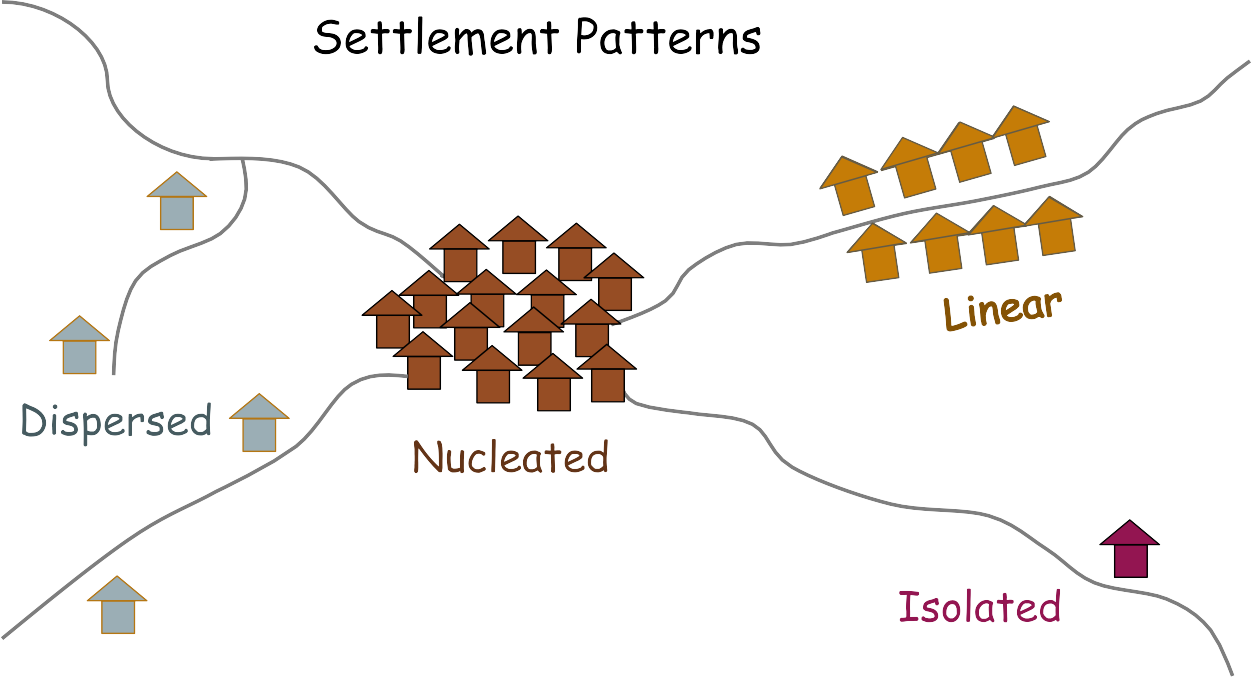 Settlement Patterns
Linear
Dispersed
Nucleated
Isolated